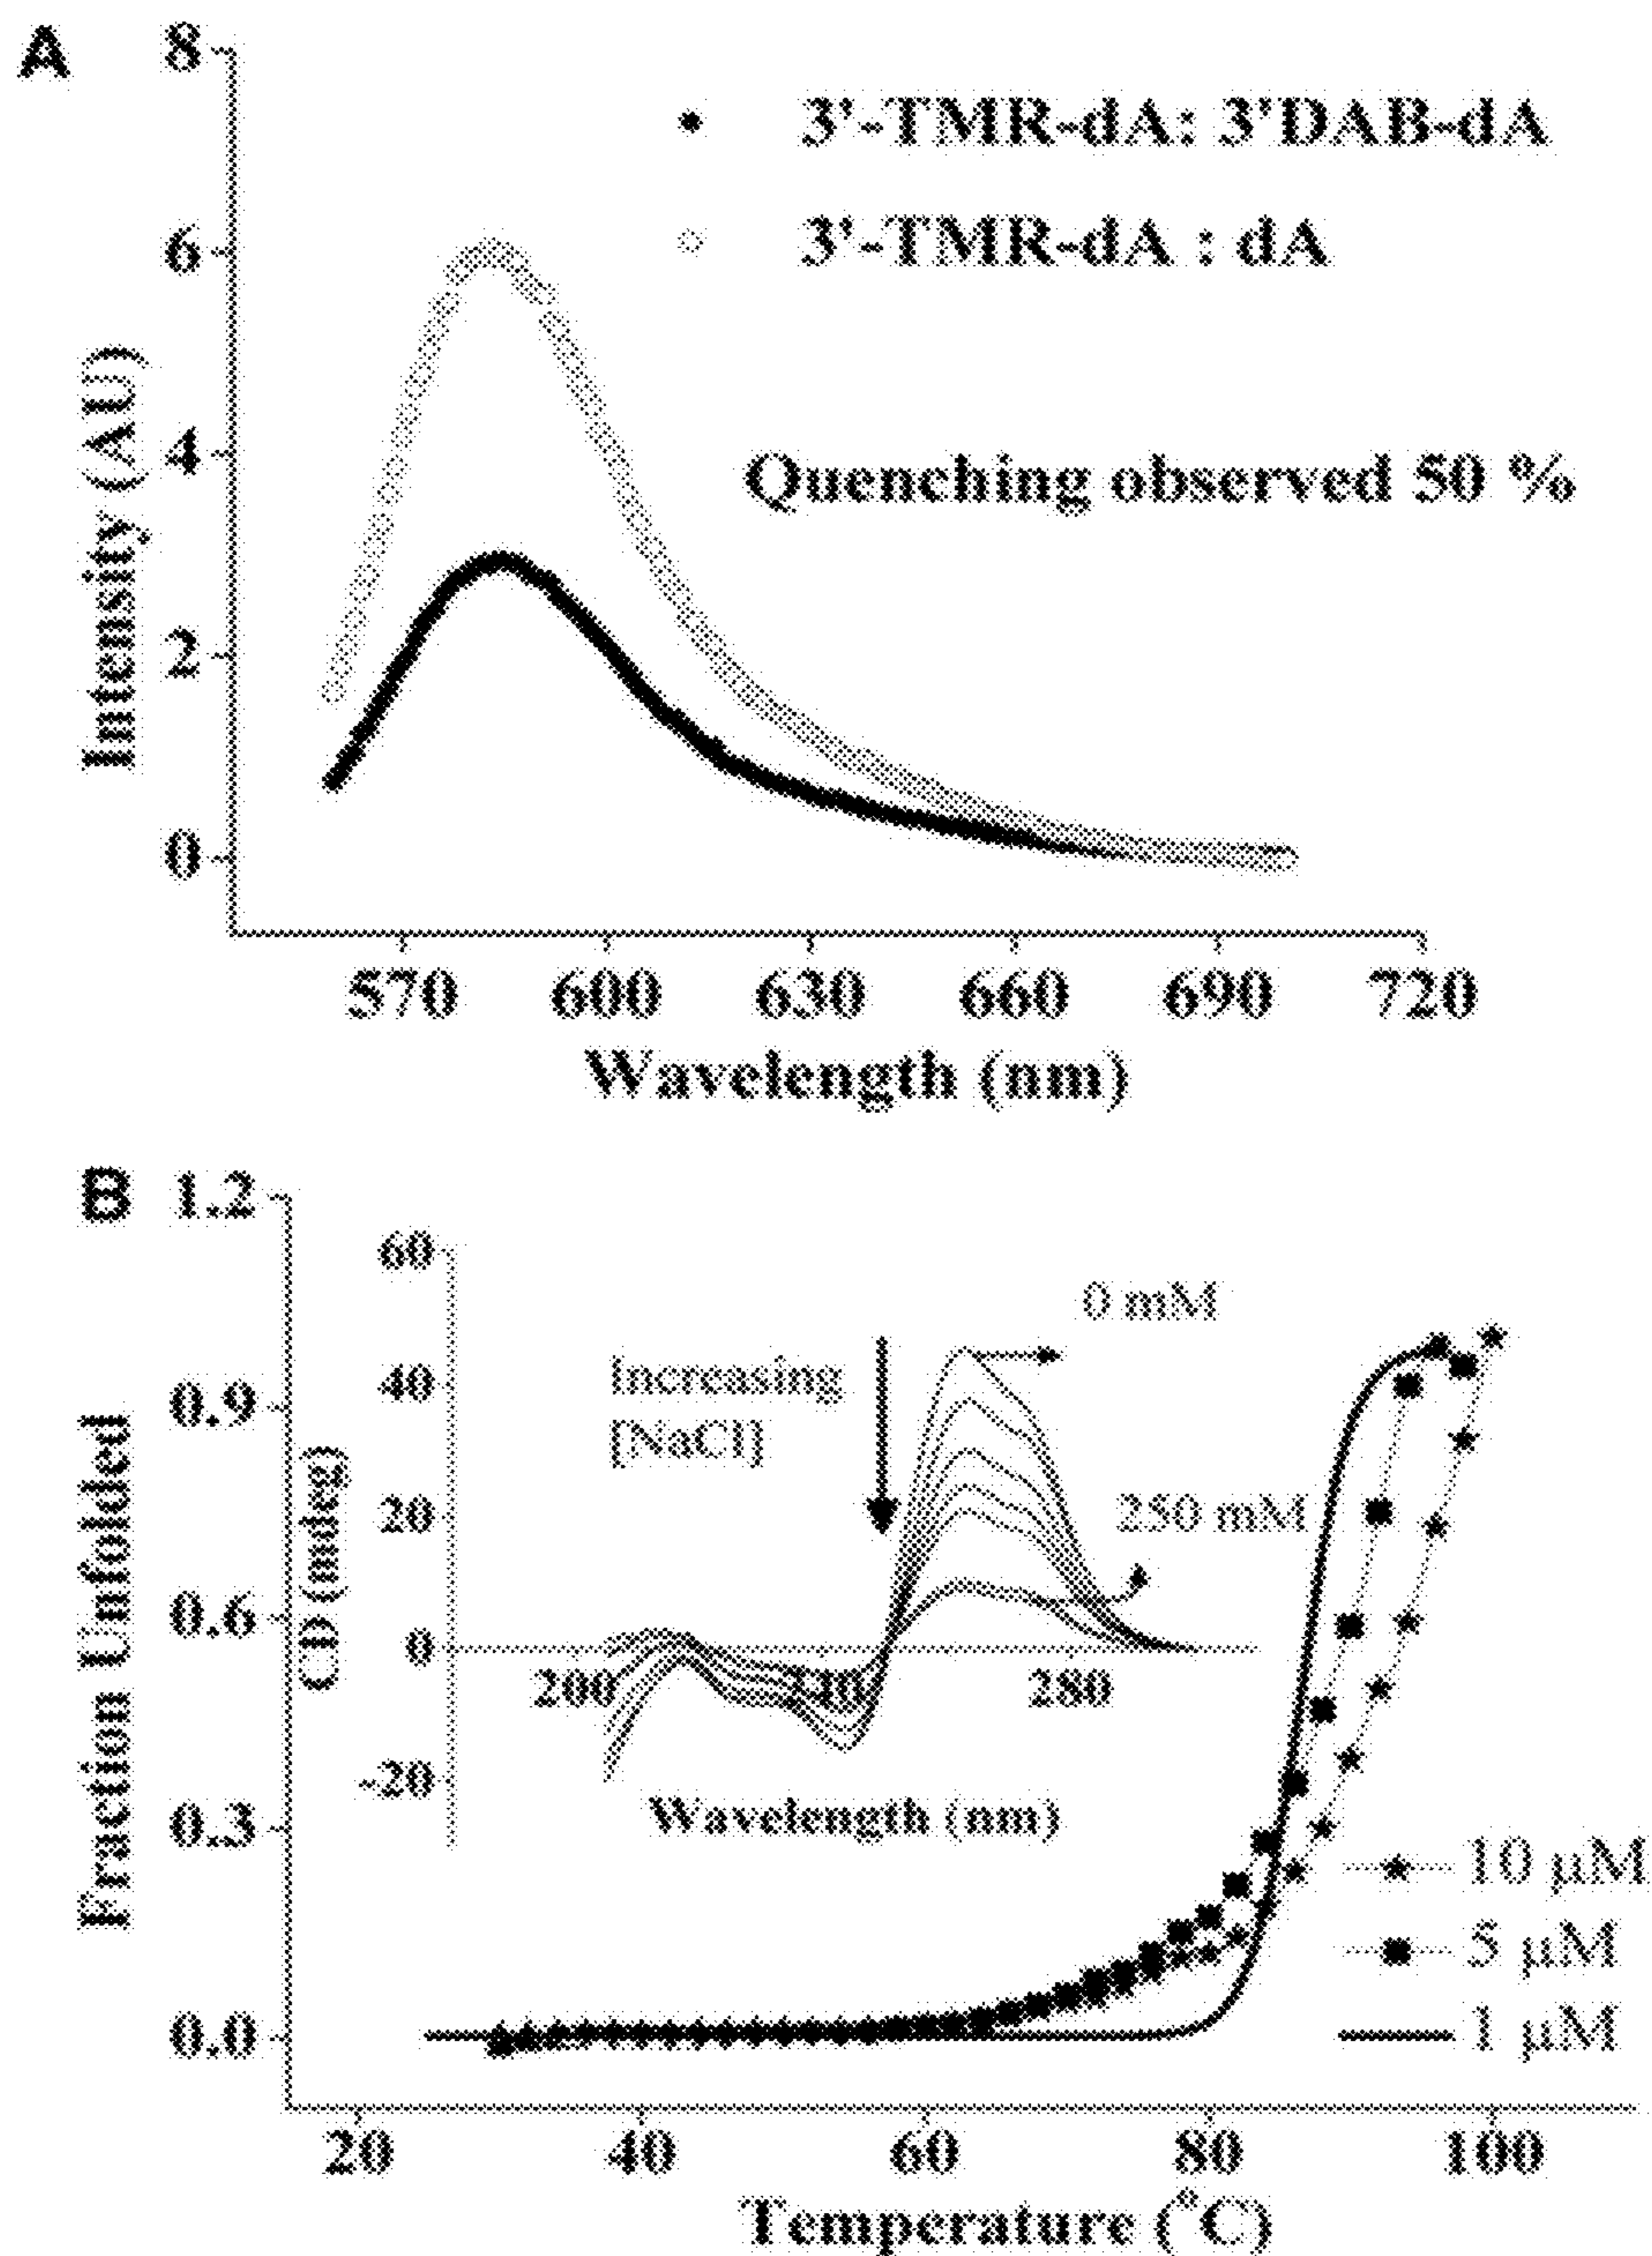 A
8
3'-TMR-dA: 3'DAB-dA
3'-TMR-dA : dA
6
4
Quenching observed 50 %
2
0
Intensity (AU)
570 600 630 660 690 720
Wavelength (nm)
B
1.2
0.9
0.6
0.3
0.0
Fraction Unfolded
60
40
20
0
-20
CD (mdeg)
0 mM
Increasing
[NaCl]
250 mM
200 240 280
Wavelength (nm)
10 µM
5 µM
1 µM
20 40 60 80 100
Temperature (°C)